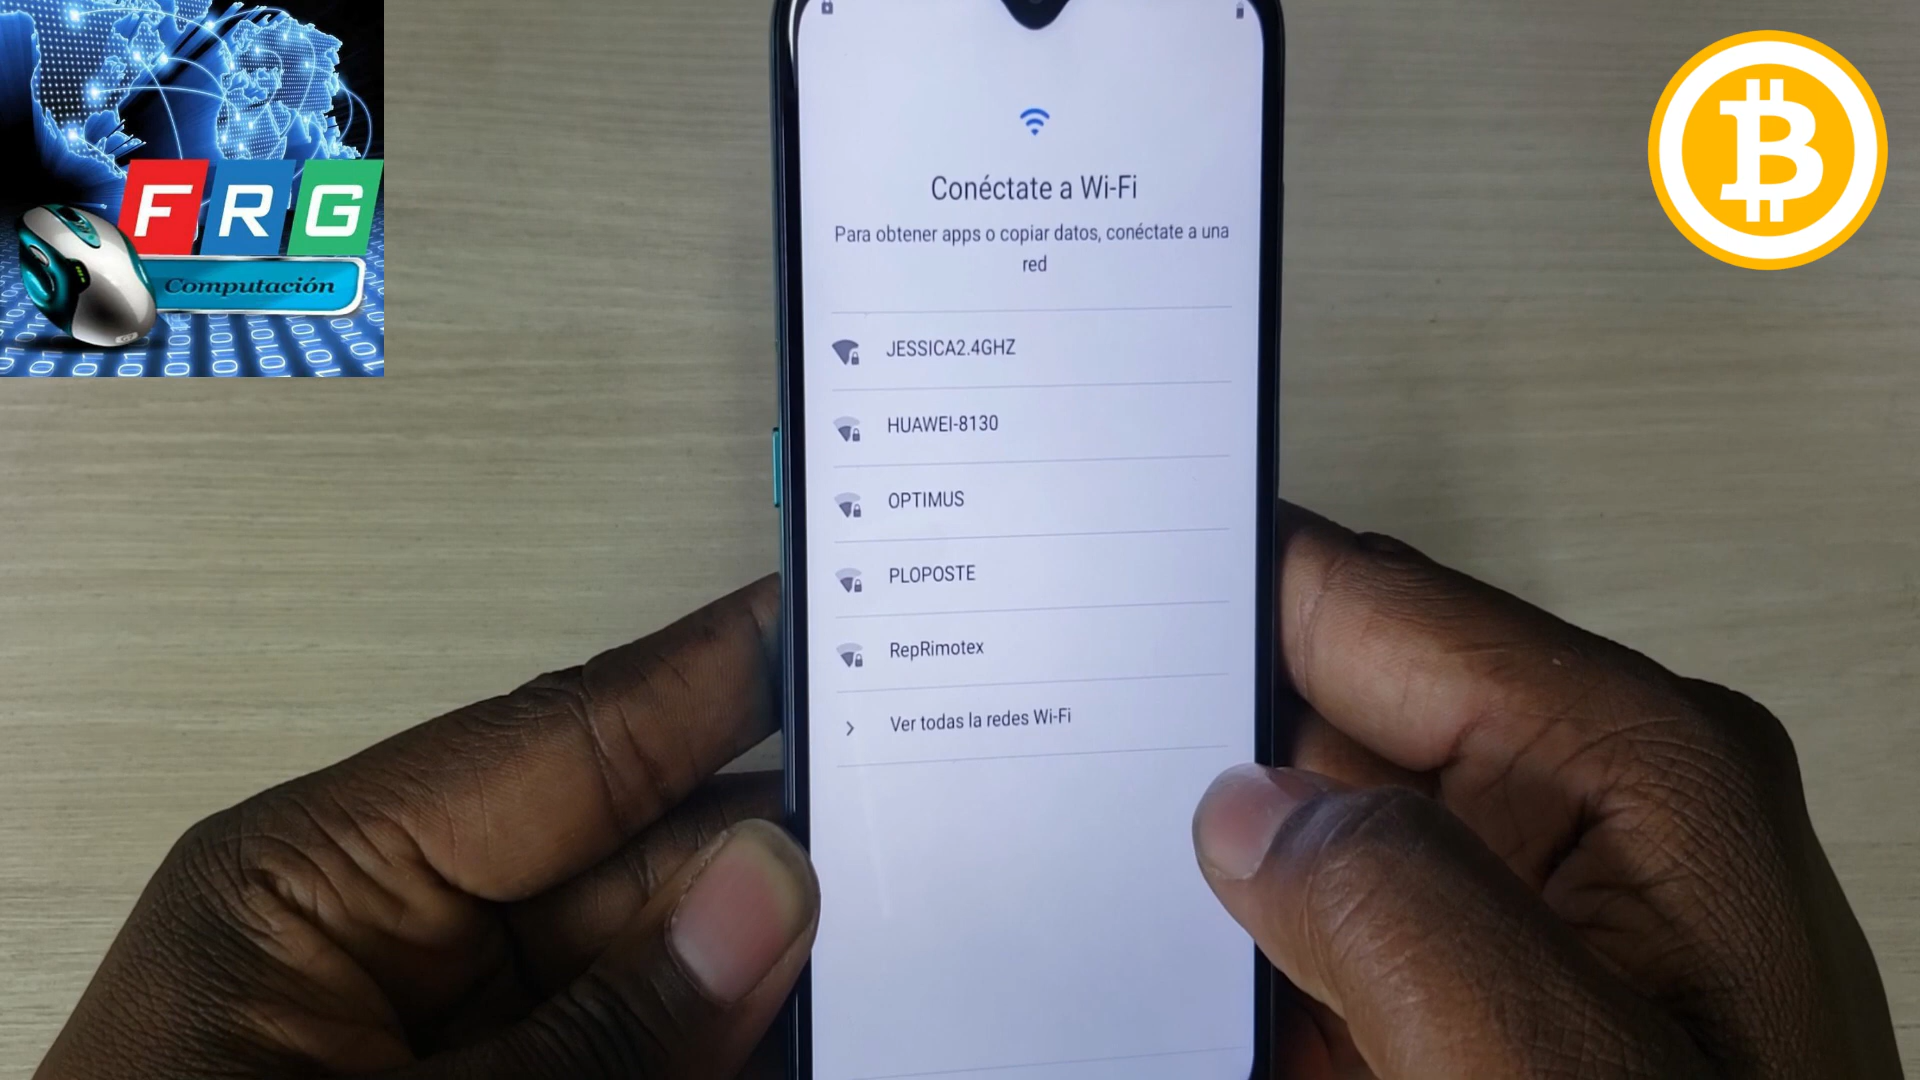 FRG
Computación
Conéctate a Wi-Fi
Para obtener apps o copiar datos, conéctate a una
red
JESSICA2.4GHZ
HUAWEI-8130
OPTIMUS
PLOPOSTE
RepRimotex
Ver todas la redes Wi-Fi